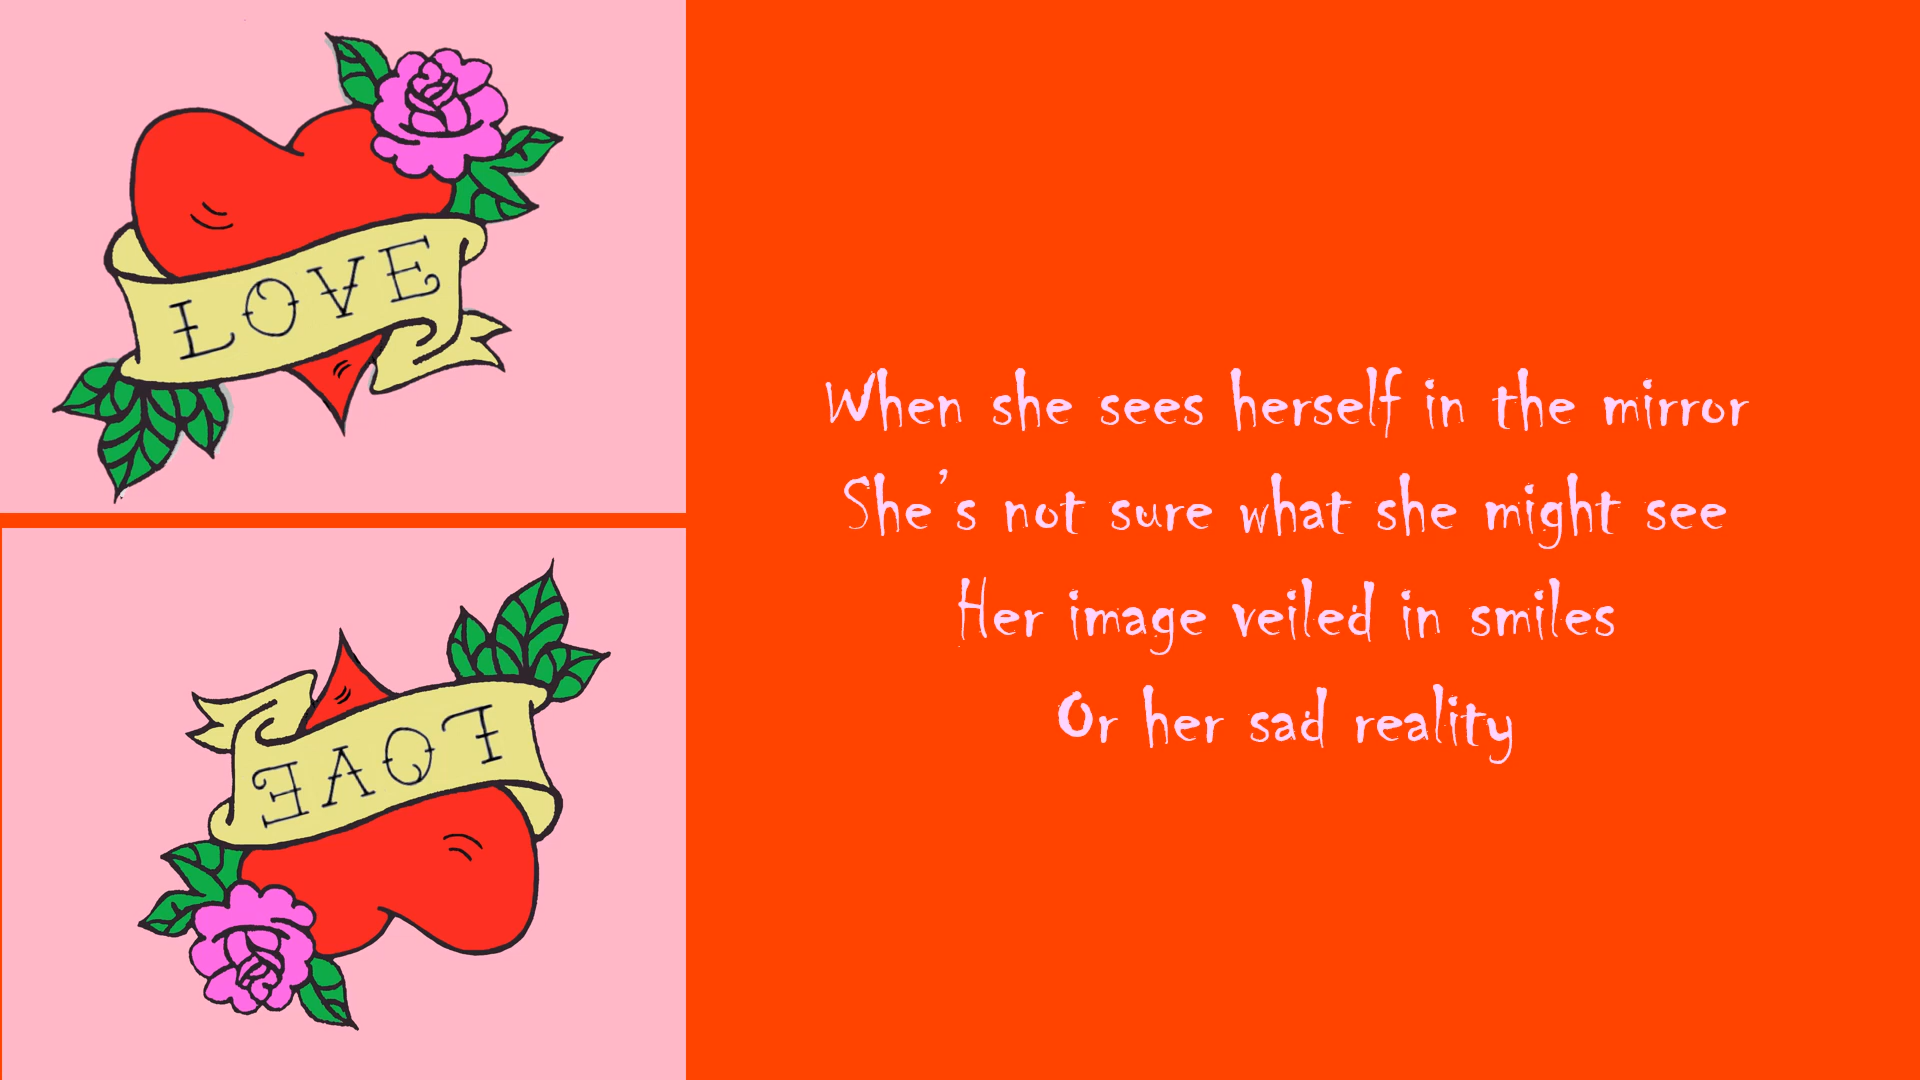 LOVE
LOVE
When she sees herself in the mirror
She's not sure what she might see
Her image veiled in smiles
Or her sad reality